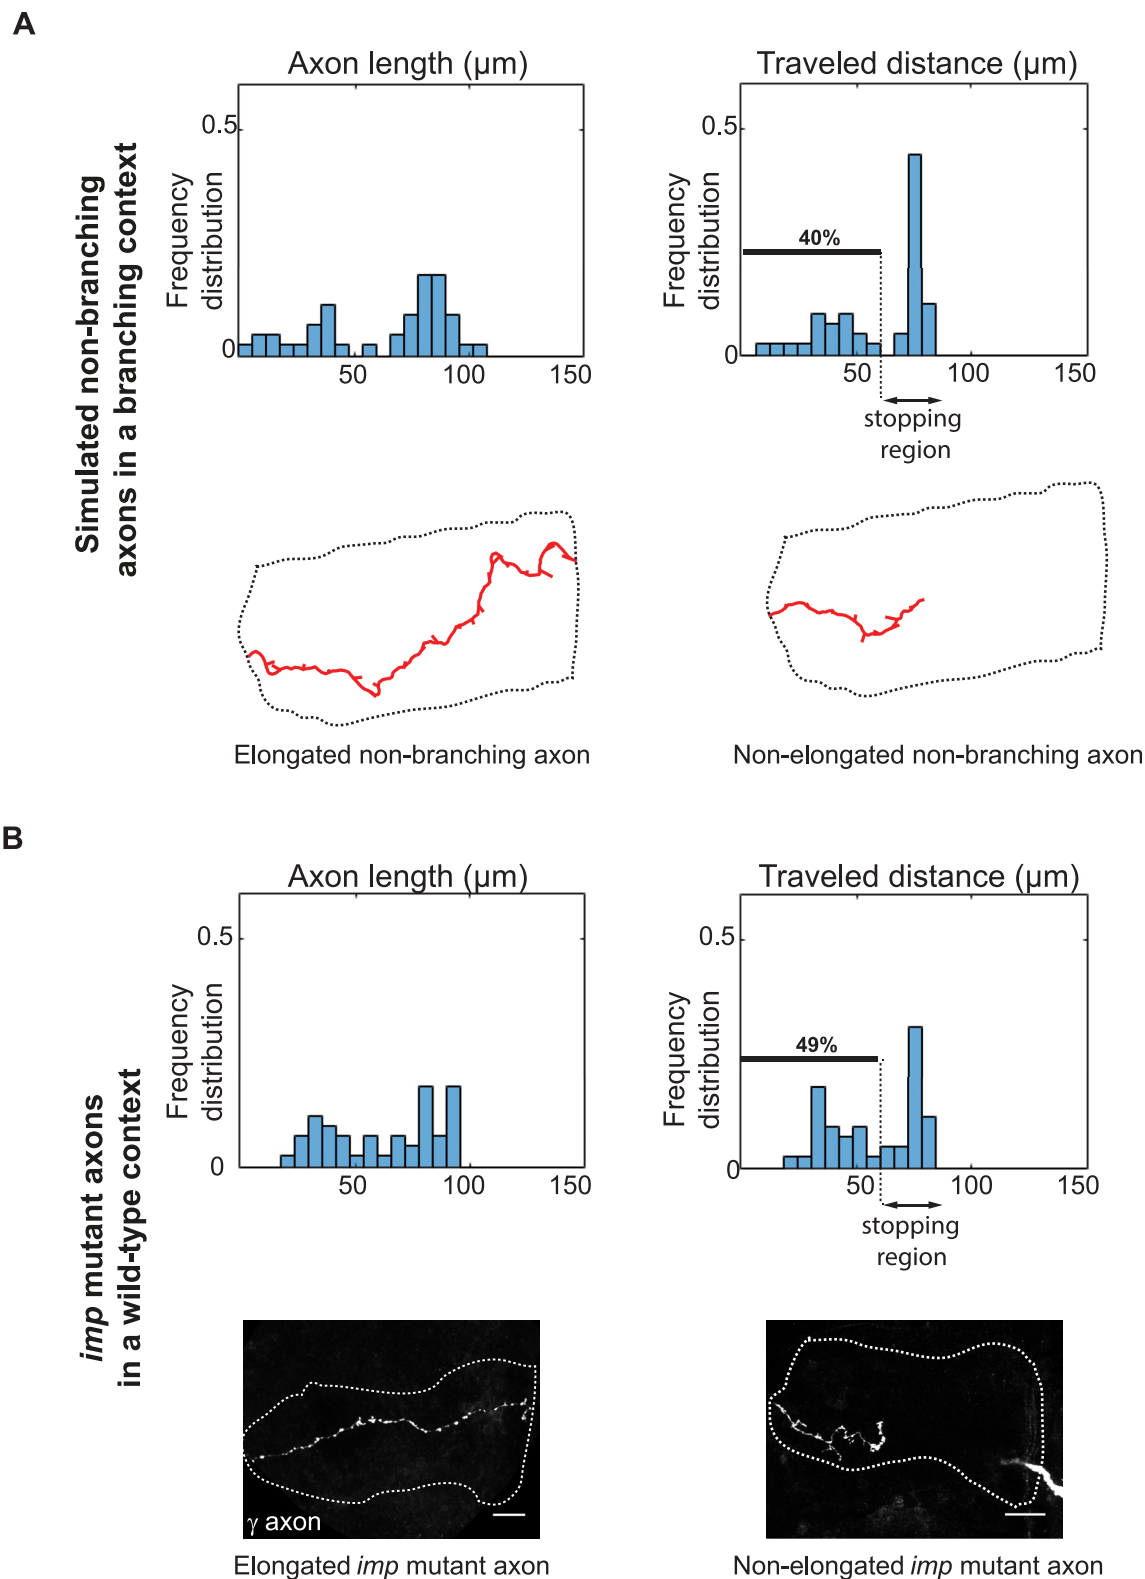 A
Simulated non-branching
axons in a branching context
Axon length (µm)
Frequency
distribution
0.5
0
50
100
150
Traveled distance (µm)
Frequency
distribution
0.5
0
40%
50
100
150
stopping
region
Elongated non-branching axon
Non-elongated non-branching axon
B
imp mutant axons
in a wild-type context
Axon length (µm)
Frequency
distribution
0.5
0
50
100
150
Traveled distance (µm)
Frequency
distribution
0.5
0
49%
50
100
150
stopping
region
γ axon
Elongated imp mutant axon
Non-elongated imp mutant axon